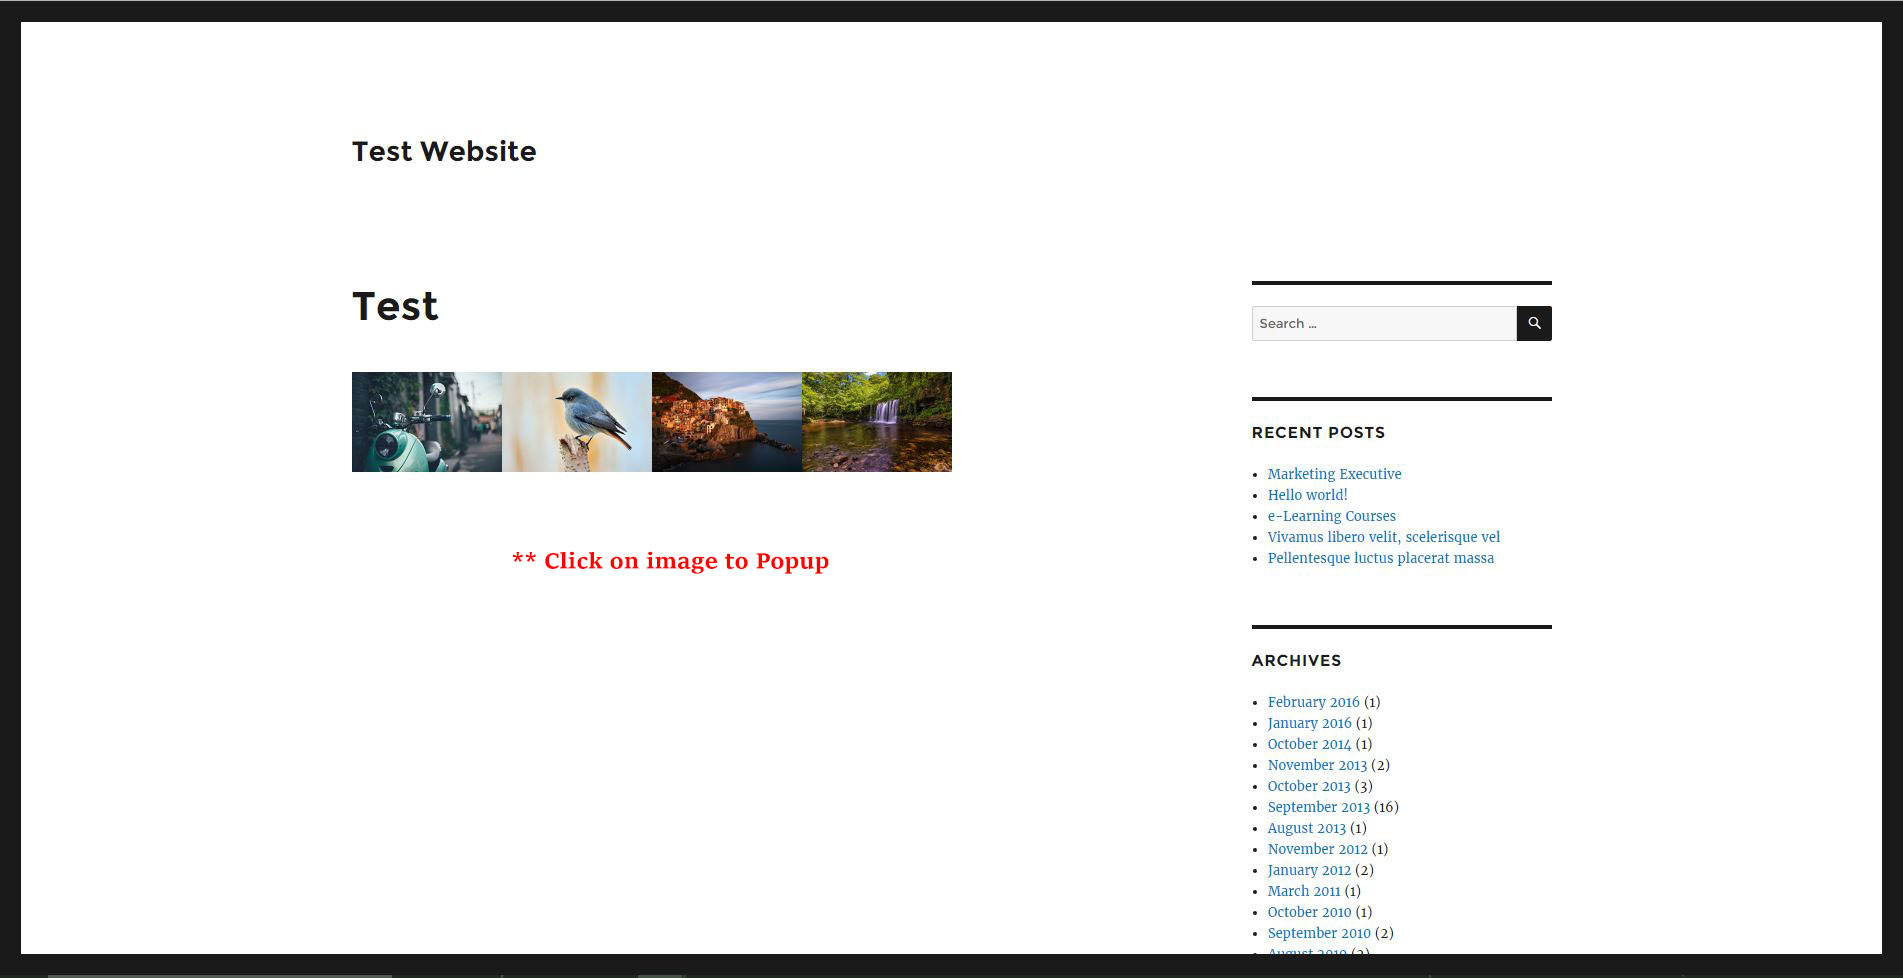 Test Website
Test
** Click on image to Popup
Search ...
RECENT POSTS
Marketing Executive
Hello world!
e-Learning Courses
Vivamus libero velit, scelerisque vel
Pellentesque luctus placerat massa
ARCHIVES
February 2016 (1)
January 2016 (1)
October 2014 (1)
November 2013 (2)
October 2013 (3)
September 2013 (16)
August 2013 (1)
November 2012 (1)
January 2012 (2)
March 2011 (1)
October 2010 (1)
September 2010 (2)